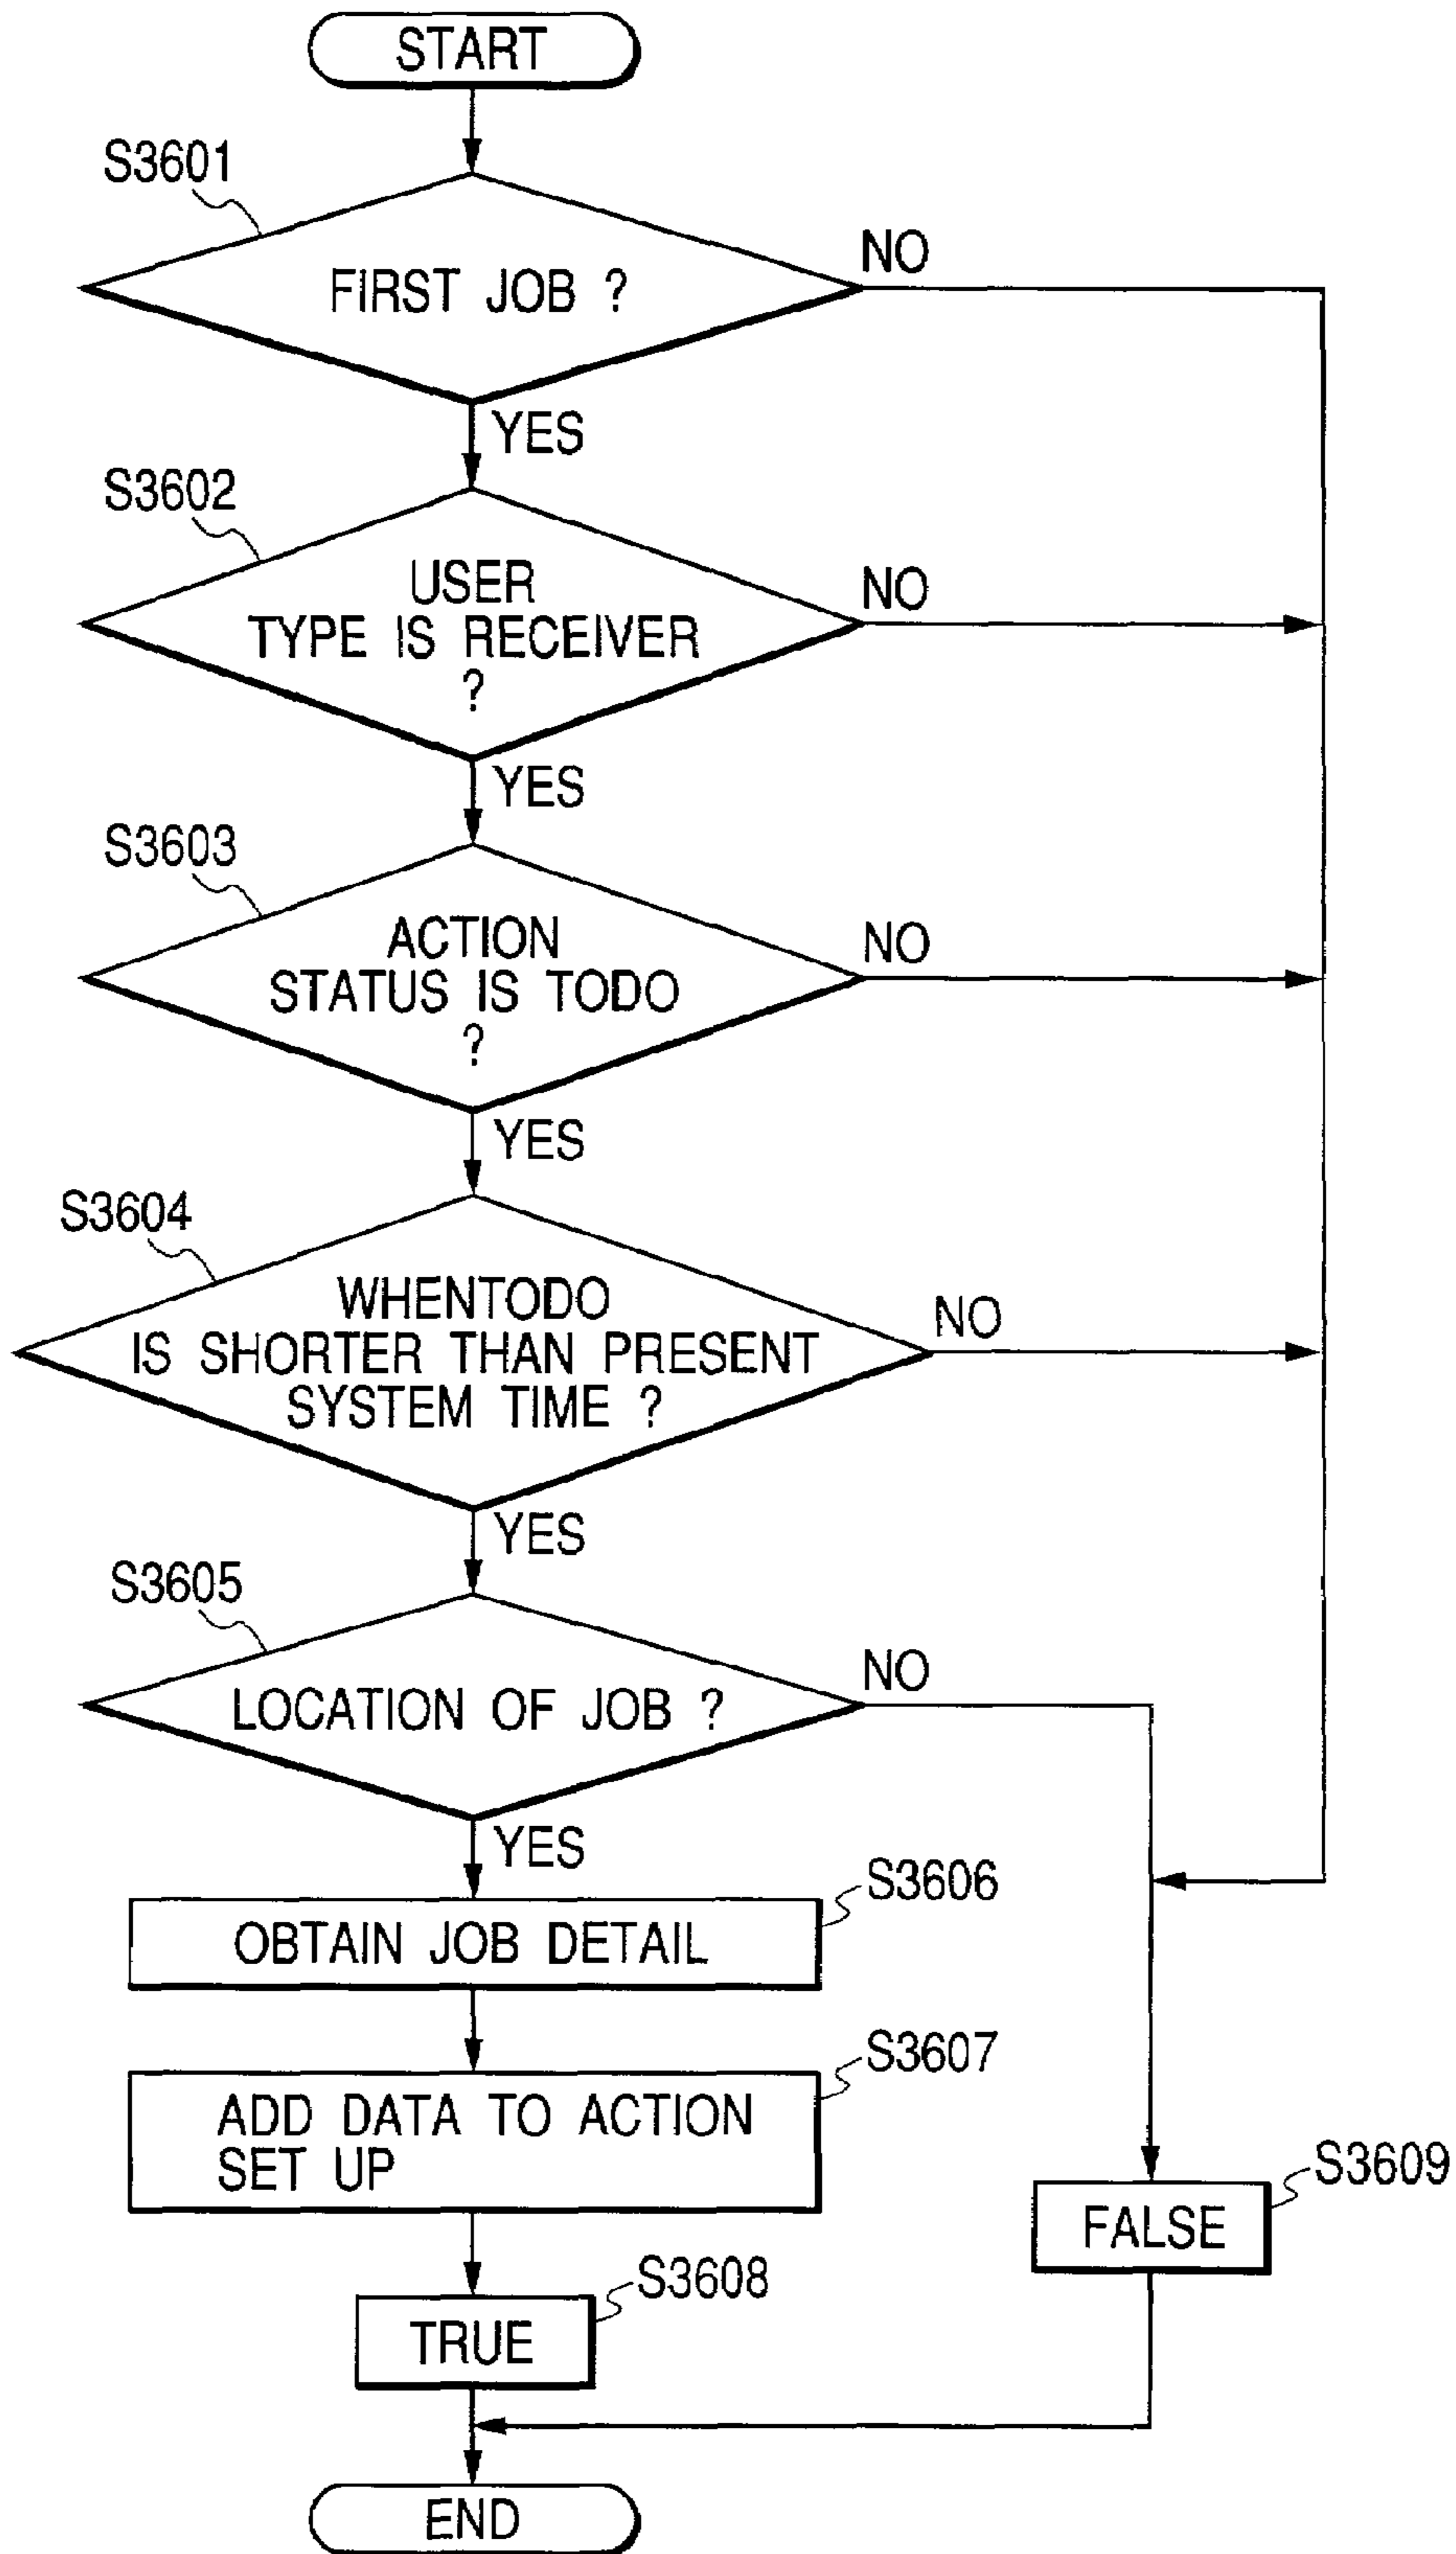 START
S3601
FIRST JOB ?
NO
YES
S3602
USER
TYPE IS RECEIVER
?
NO
YES
S3603
ACTION
STATUS IS TODO
?
NO
YES
S3604
WHENTODO
IS SHORTER THAN PRESENT
SYSTEM TIME ?
NO
YES
S3605
LOCATION OF JOB ?
NO
YES
S3606
OBTAIN JOB DETAIL
S3607
ADD DATA TO ACTION
SET UP
S3609
FALSE
S3608
TRUE
END